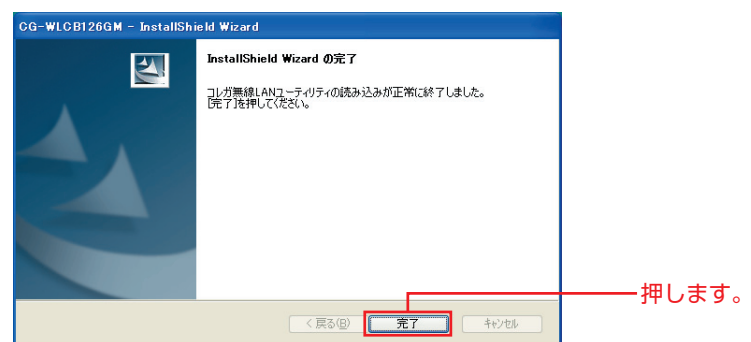 CG-WLCB126GM - InstallShield Wizard
InstallShield Wizard の完了
コレガ無線LANユーティリティの読み込みが正常に終了しました。
[完了]を押してください。
押します。
< 戻る(B)
完了
キャンセル